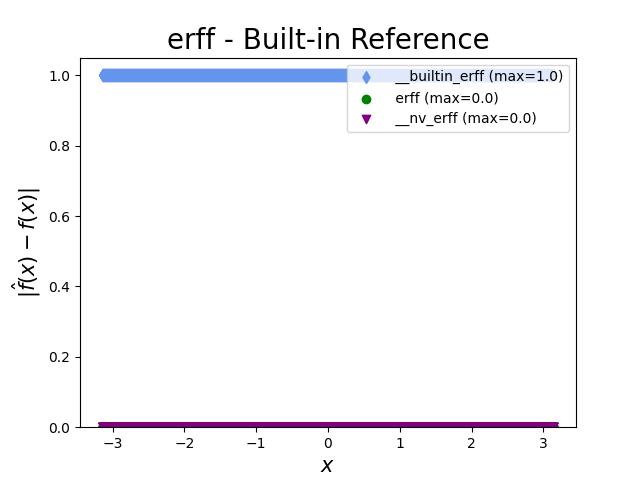 erff - Built-in Reference
__builtin_erff (max=1.0)
erff (max=0.0)
__nv_erff (max=0.0)
1.0
0.8
0.6
0.4
0.2
0.0
|f̂(x) − f(x)|
−3
−2
−1
0
1
2
3
x